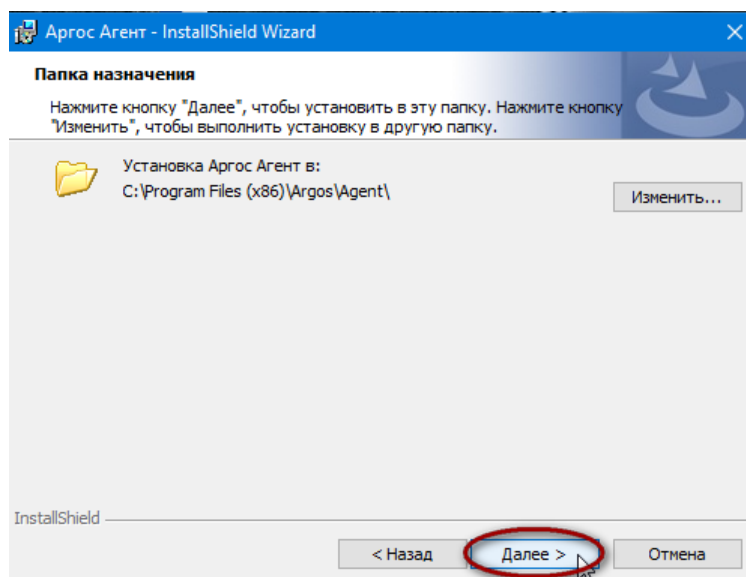 Аргос Агент - InstallShield Wizard
Папка назначения
Нажмите кнопку "Далее", чтобы установить в эту папку. Нажмите кнопку
"Изменить", чтобы выполнить установку в другую папку.
Установка Аргос Агент в:
C:\Program Files (x86)\Argos\Agent\
Изменить...
InstallShield
< Назад
Далее >
Отмена